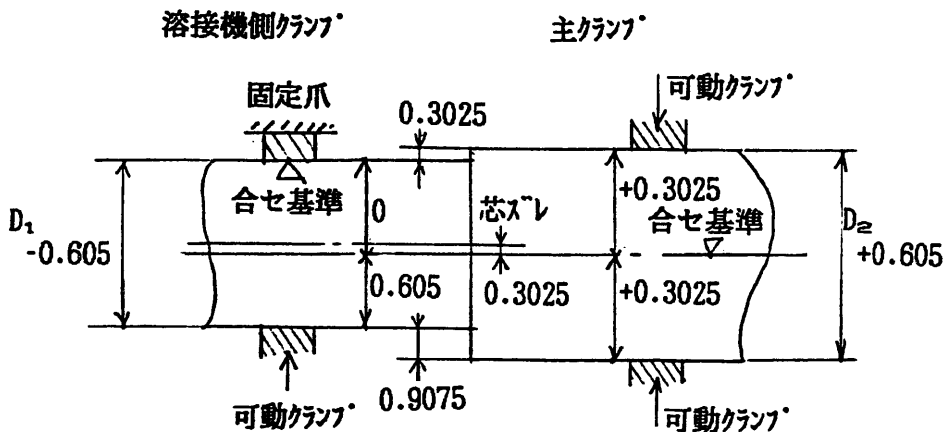 溶接機側クランプ
主クランプ
固定爪
可動クランプ
0.3025
合セ基準
0
芯ズレ
+0.3025
合セ基準
D₁
-0.605
D₂
+0.605
0.605
0.3025
+0.3025
0.9075
可動クランプ
可動クランプ